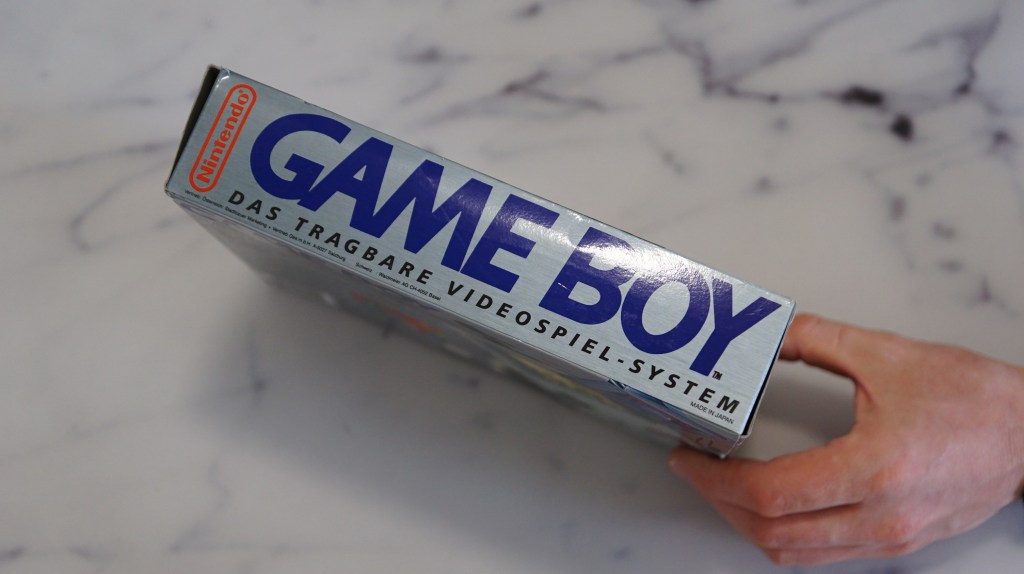 Nintendo
GAME BOY TM
DAS TRAGBARE VIDEOSPIEL-SYSTEM
MADE IN JAPAN